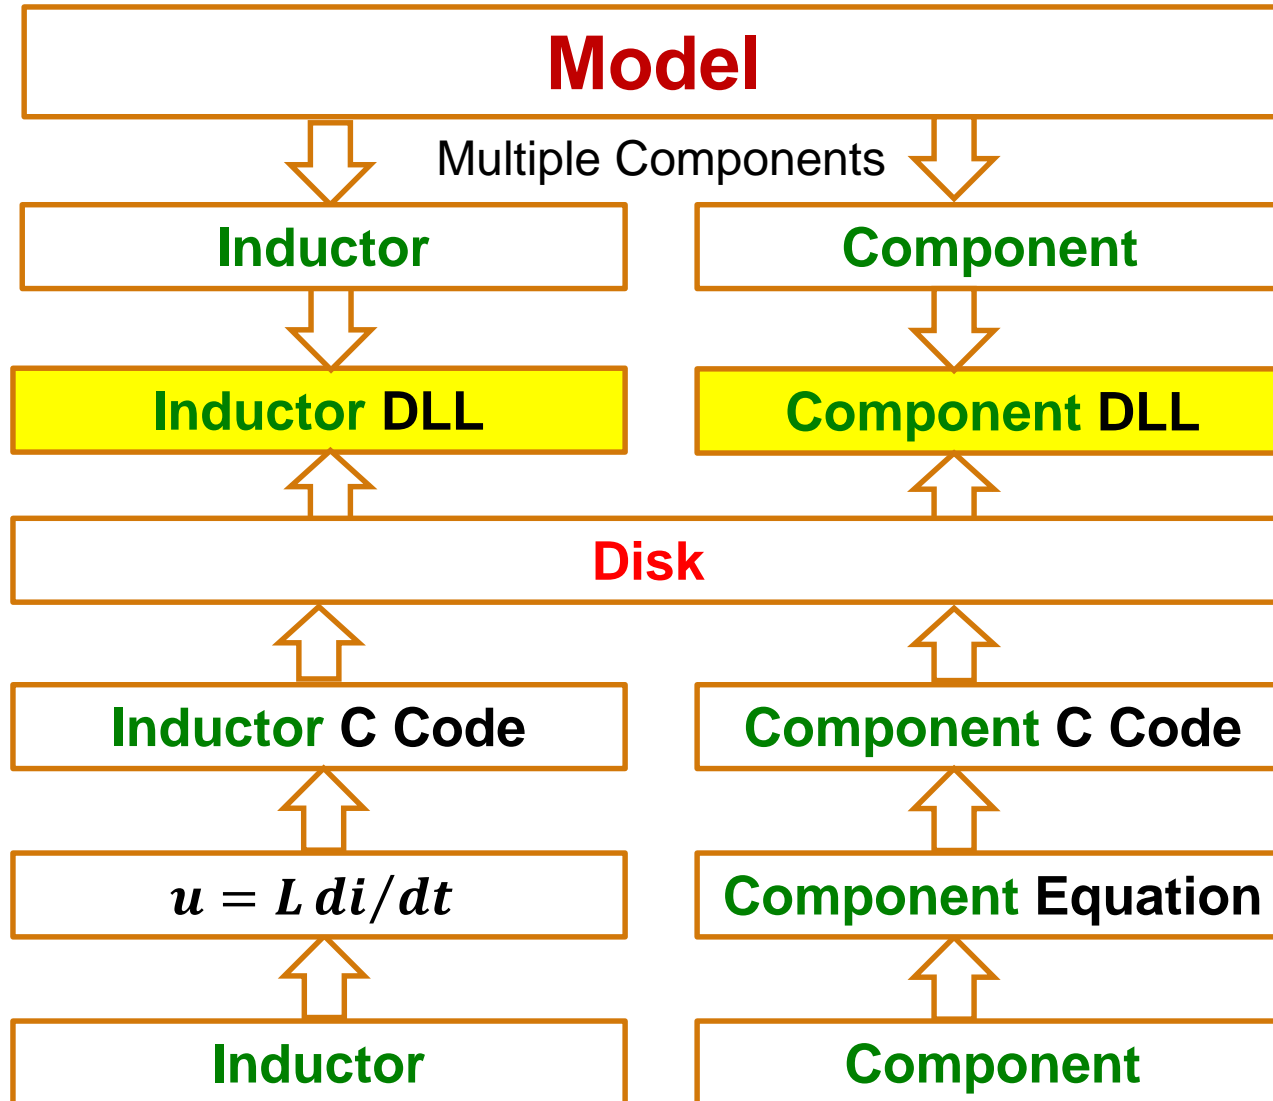 Model
Multiple Components
Inductor
Component
Inductor DLL
Component DLL
Disk
Inductor C Code
Component C Code
u = L di/dt
Component Equation
Inductor
Component